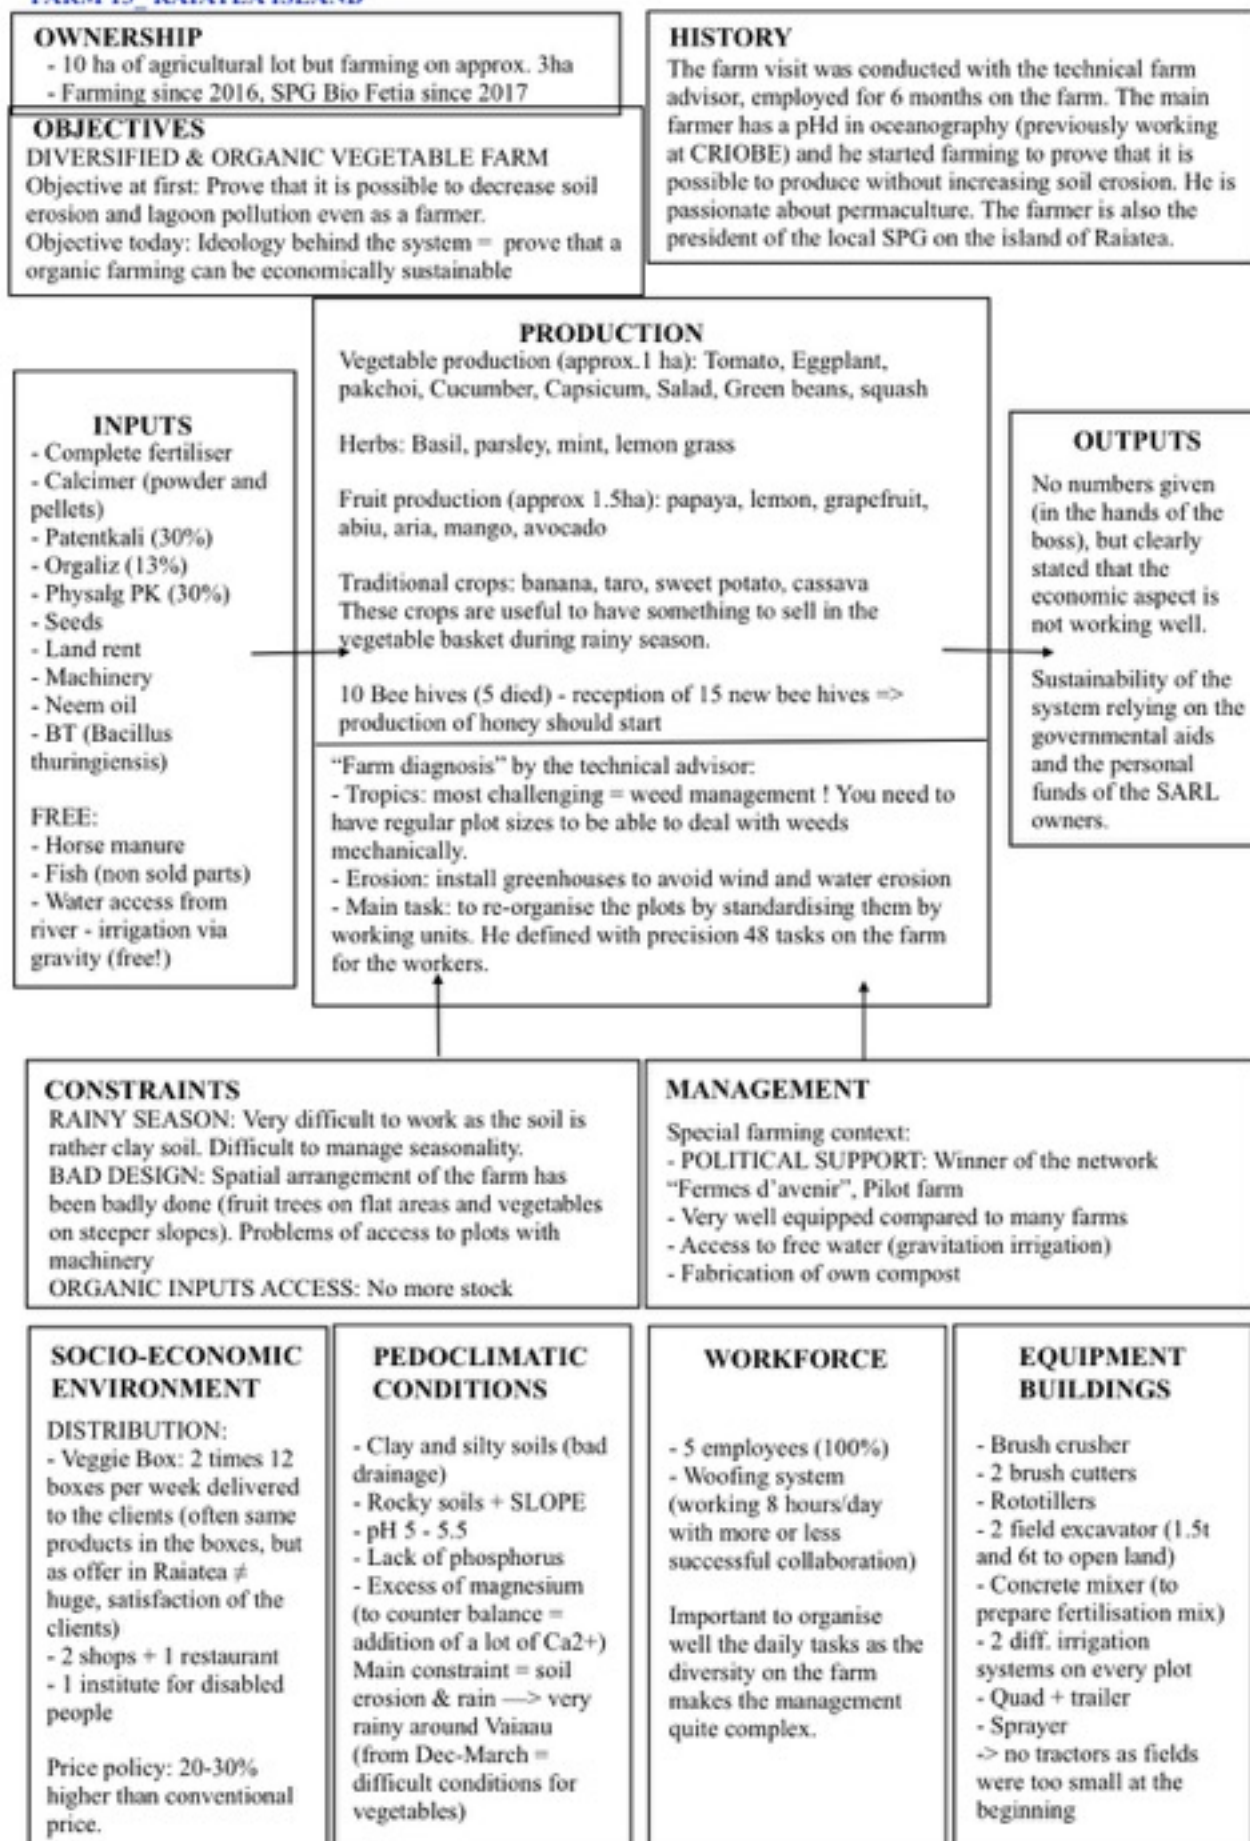 FARM 13_ RAIATEA ISLAND
OWNERSHIP
- 10 ha of agricultural lot but farming on approx. 3ha
- Farming since 2016, SPG Bio Fetia since 2017
OBJECTIVES
DIVERSIFIED & ORGANIC VEGETABLE FARM
Objective at first: Prove that it is possible to decrease soil
erosion and lagoon pollution even as a farmer.
Objective today: Ideology behind the system = prove that a
organic farming can be economically sustainable
HISTORY
The farm visit was conducted with the technical farm
advisor, employed for 6 months on the farm. The main
farmer has a pHd in oceanography (previously working
at CRIOBE) and he started farming to prove that it is
possible to produce without increasing soil erosion. He is
passionate about permaculture. The farmer is also the
president of the local SPG on the island of Raiatea.
INPUTS
- Complete fertiliser
- Calcimer (powder and
pellets)
- Patentkali (30%)
- Orgaliz (13%)
- Physalg PK (30%)
- Seeds
- Land rent
- Machinery
- Neem oil
- BT (Bacillus
thuringiensis)
FREE:
- Horse manure
- Fish (non sold parts)
- Water access from
river - irrigation via
gravity (free!)
PRODUCTION
Vegetable production (approx.1 ha): Tomato, Eggplant,
pakchoi, Cucumber, Capsicum, Salad, Green beans, squash
Herbs: Basil, parsley, mint, lemon grass
Fruit production (approx 1.5ha): papaya, lemon, grapefruit,
abiu, aria, mango, avocado
Traditional crops: banana, taro, sweet potato, cassava
These crops are useful to have something to sell in the
vegetable basket during rainy season.
10 Bee hives (5 died) - reception of 15 new bee hives =>
production of honey should start
“Farm diagnosis” by the technical advisor:
- Tropics: most challenging = weed management ! You need to
have regular plot sizes to be able to deal with weeds
mechanically.
- Erosion: install greenhouses to avoid wind and water erosion
- Main task: to re-organise the plots by standardising them by
working units. He defined with precision 48 tasks on the farm
for the workers.
OUTPUTS
No numbers given
(in the hands of the
boss), but clearly
stated that the
economic aspect is
not working well.
Sustainability of the
system relying on the
governmental aids
and the personal
funds of the SARL
owners.
CONSTRAINTS
RAINY SEASON: Very difficult to work as the soil is
rather clay soil. Difficult to manage seasonality.
BAD DESIGN: Spatial arrangement of the farm has
been badly done (fruit trees on flat areas and vegetables
on steeper slopes). Problems of access to plots with
machinery
ORGANIC INPUTS ACCESS: No more stock
MANAGEMENT
Special farming context:
- POLITICAL SUPPORT: Winner of the network
“Fermes d’avenir”, Pilot farm
- Very well equipped compared to many farms
- Access to free water (gravitation irrigation)
- Fabrication of own compost
SOCIO-ECONOMIC
ENVIRONMENT
DISTRIBUTION:
- Veggie Box: 2 times 12
boxes per week delivered
to the clients (often same
products in the boxes, but
as offer in Raiatea ≠
huge, satisfaction of the
clients)
- 2 shops + 1 restaurant
- 1 institute for disabled
people
Price policy: 20-30%
higher than conventional
price.
PEDOCLIMATIC
CONDITIONS
- Clay and silty soils (bad
drainage)
- Rocky soils + SLOPE
- pH 5 - 5.5
- Lack of phosphorus
- Excess of magnesium
(to counter balance =
addition of a lot of Ca2+)
Main constraint = soil
erosion & rain —> very
rainy around Vaiaau
(from Dec-March =
difficult conditions for
vegetables)
WORKFORCE
- 5 employees (100%)
- Woofing system
(working 8 hours/day
with more or less
successful collaboration)
Important to organise
well the daily tasks as the
diversity on the farm
makes the management
quite complex.
EQUIPMENT
BUILDINGS
- Brush crusher
- 2 brush cutters
- Rototillers
- 2 field excavator (1.5t
and 6t to open land)
- Concrete mixer (to
prepare fertilisation mix)
- 2 diff. irrigation
systems on every plot
- Quad + trailer
- Sprayer
-> no tractors as fields
were too small at the
beginning